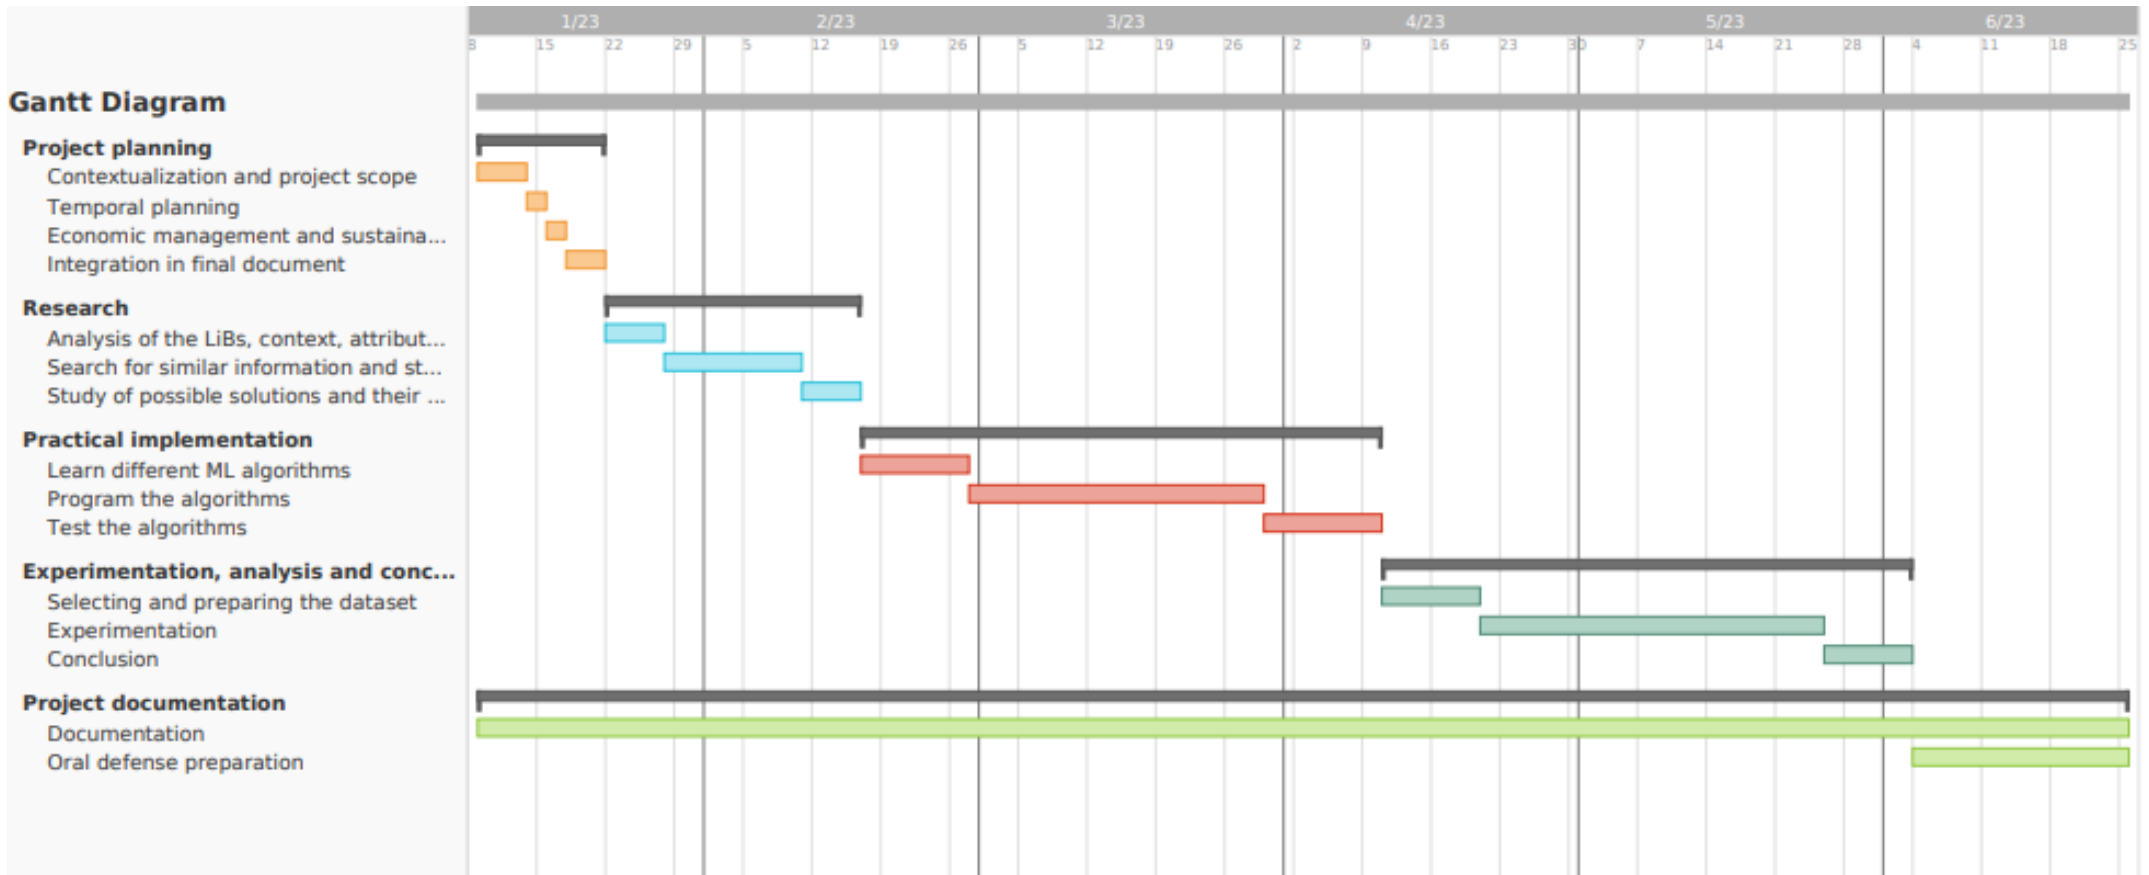 1/23 2/23 3/23 4/23 5/23 6/23
8 15 22 29 5 12 19 26 5 12 19 26 2 9 16 23 30 7 14 21 28 4 11 18 25
Gantt Diagram
Project planning
Contextualization and project scope
Temporal planning
Economic management and sustaina...
Integration in final document
Research
Analysis of the LiBs, context, attribut...
Search for similar information and st...
Study of possible solutions and their ...
Practical implementation
Learn different ML algorithms
Program the algorithms
Test the algorithms
Experimentation, analysis and conc...
Selecting and preparing the dataset
Experimentation
Conclusion
Project documentation
Documentation
Oral defense preparation